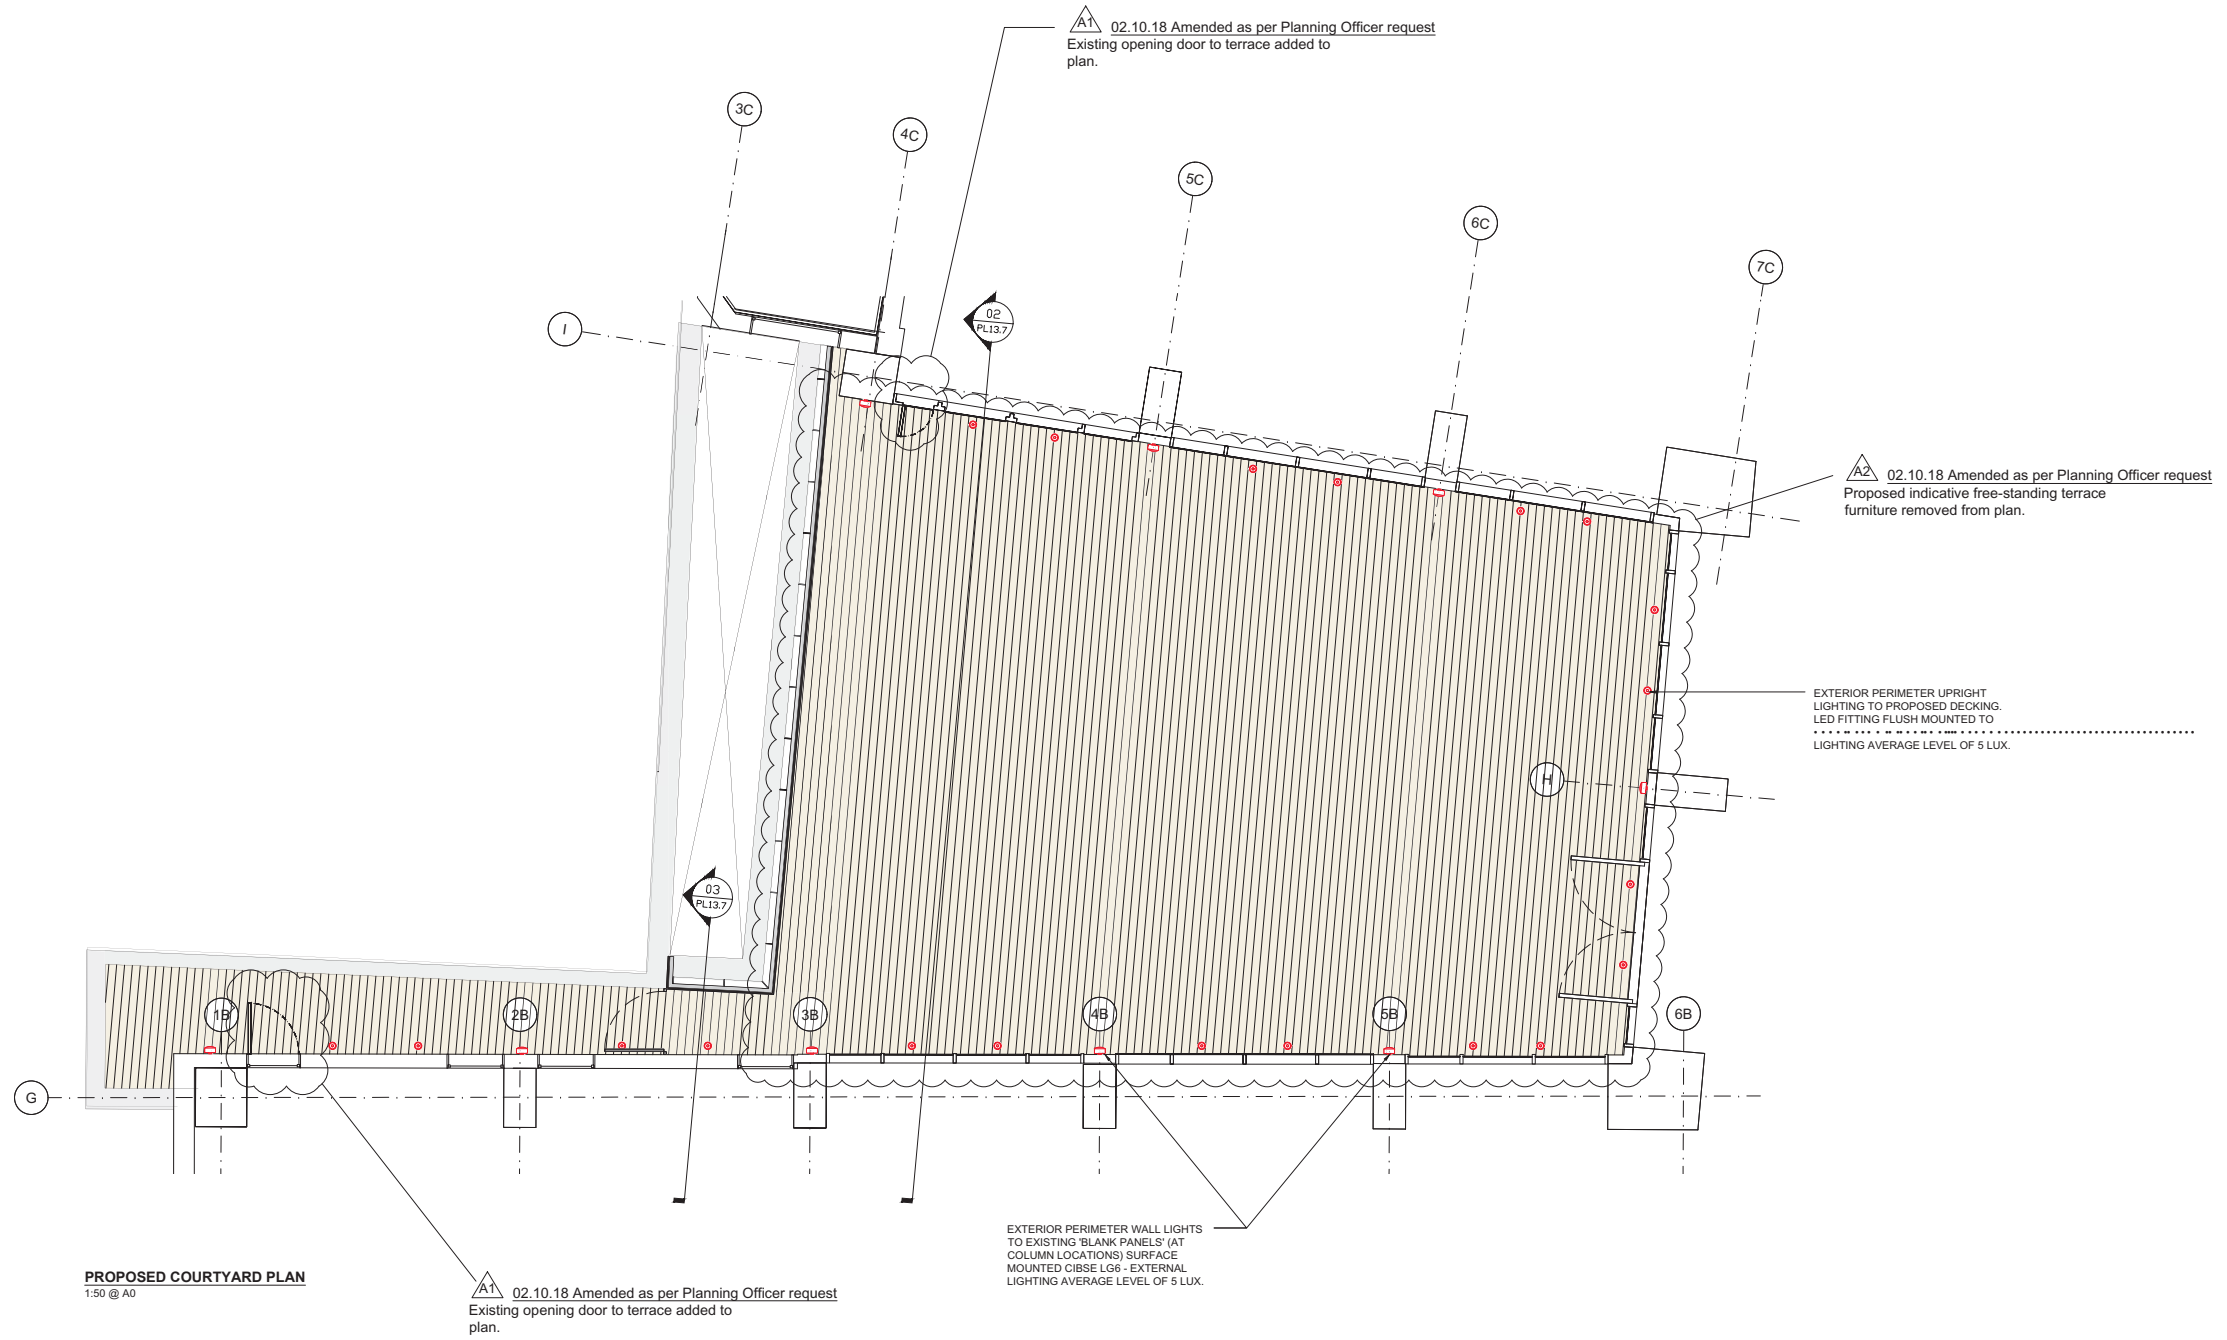 A1 02.10.18 Amended as per Planning Officer request
Existing opening door to terrace added to
plan.
3C
4C
5C
6C
7C
I
02
PL13.7
A2 02.10.18 Amended as per Planning Officer request
Proposed indicative free-standing terrace
furniture removed from plan.
EXTERIOR PERIMETER UPRIGHT
LIGHTING TO PROPOSED DECKING.
LED FITTING FLUSH MOUNTED TO
LIGHTING AVERAGE LEVEL OF 5 LUX.
H
03
PL13.7
1B
2B
3B
4B
5B
6B
G
EXTERIOR PERIMETER WALL LIGHTS
TO EXISTING 'BLANK PANELS' (AT
COLUMN LOCATIONS) SURFACE
MOUNTED CIBSE LG6 - EXTERNAL
LIGHTING AVERAGE LEVEL OF 5 LUX.
PROPOSED COURTYARD PLAN
1:50 @ A0
A1 02.10.18 Amended as per Planning Officer request
Existing opening door to terrace added to
plan.